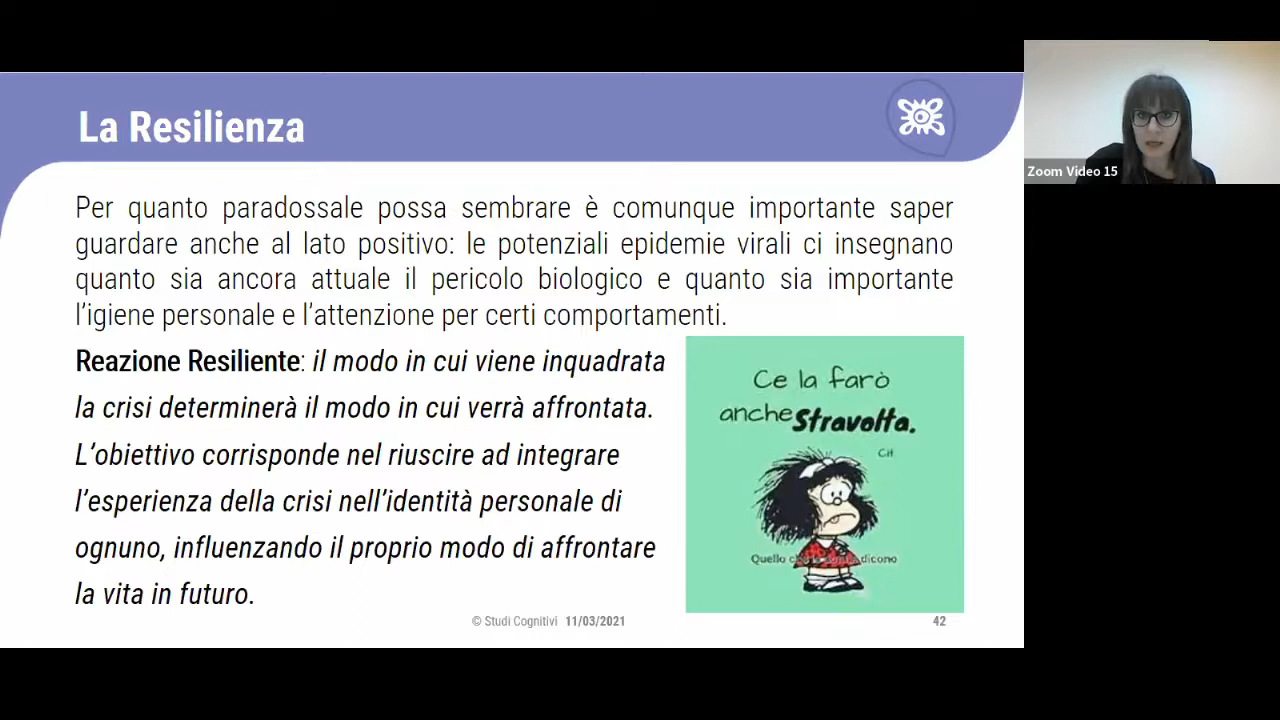 La Resilienza
Zoom Video 15
Per quanto paradossale possa sembrare è comunque importante saper
guardare anche al lato positivo: le potenziali epidemie virali ci insegnano
quanto sia ancora attuale il pericolo biologico e quanto sia importante
l'igiene personale e l'attenzione per certi comportamenti.
Reazione Resiliente: il modo in cui viene inquadrata
la crisi determinerà il modo in cui verrà affrontata.
L'obiettivo corrisponde nel riuscire ad integrare
l'esperienza della crisi nell'identità personale di
ognuno, influenzando il proprio modo di affrontare
la vita in futuro.
Ce la farò
anche Stravolta.
Cit
Quello dicono
© Studi Cognitivi 11/03/2021
42